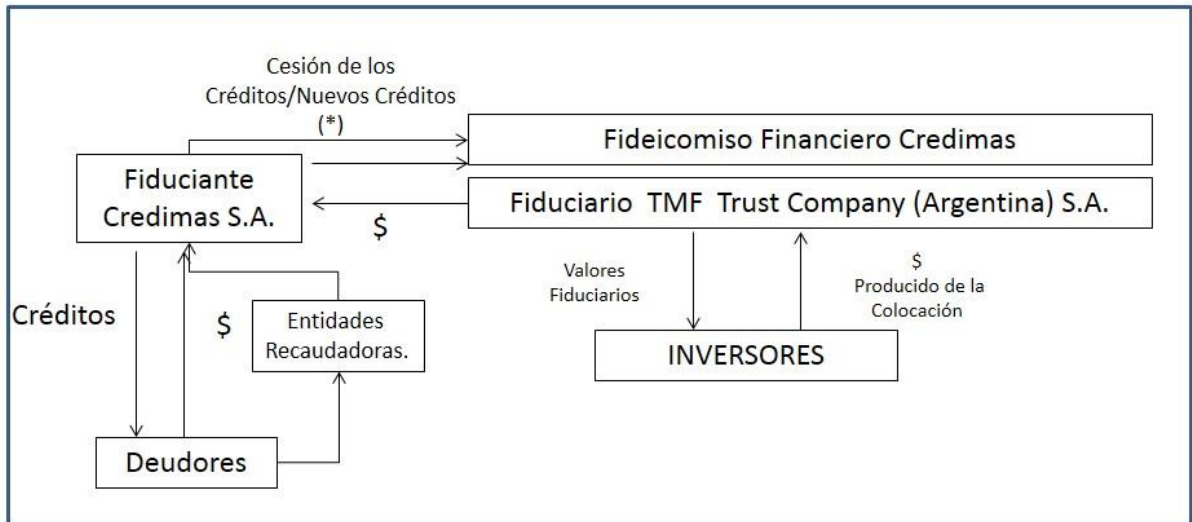 Cesión de los
Créditos/Nuevos Créditos
(*)
Fideicomiso Financiero Credimas
Fiduciante
Credimas S.A.
Fiduciario TMF Trust Company (Argentina) S.A.
$
Valores
Fiduciarios
$
Producido de la
Colocación
Créditos
$
Entidades
Recaudadoras.
INVERSORES
Deudores